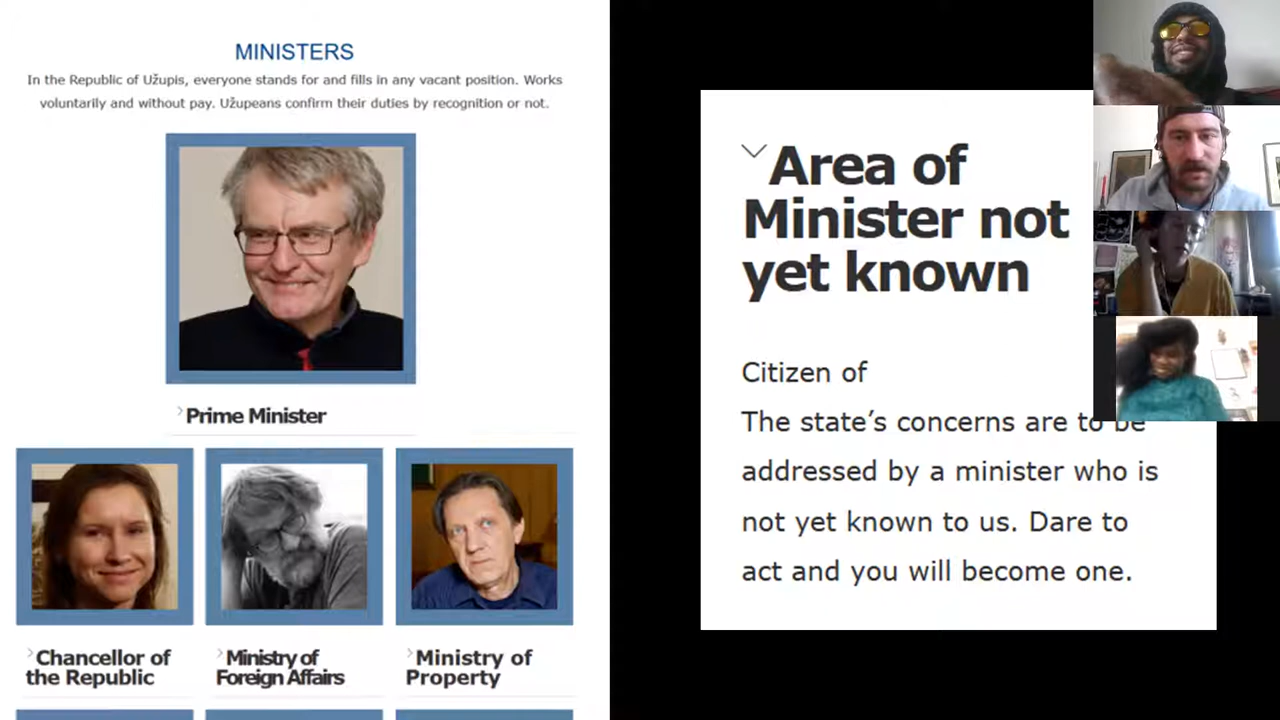 MINISTERS
In the Republic of Užupis, everyone stands for and fills in any vacant position. Works
voluntarily and without pay. Užupeans confirm their duties by recognition or not.
Prime Minister
Chancellor of
the Republic
Ministry of
Foreign Affairs
Ministry of
Property
Area of
Minister not
yet known
Citizen of
The state’s concerns are to be
addressed by a minister who is
not yet known to us. Dare to
act and you will become one.